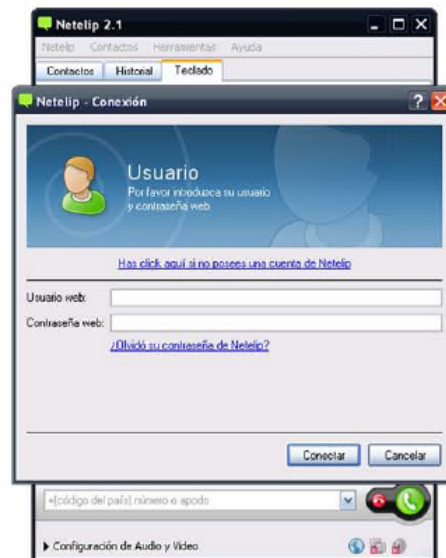 Netelip 2.1
Netelip Contactos Herramientas Ayuda
Contactos Historial Teclado
Netelip - Conexión
Usuario
Por favor introduzca su usuario
y contraseña web
Has click aquí si no posees una cuenta de Netelip
Usuario web:
Contraseña web:
¿Olvidó su contraseña de Netelip?
Conectar Cancelar
+(código del país) número o apodo
Configuración de Audio y Video